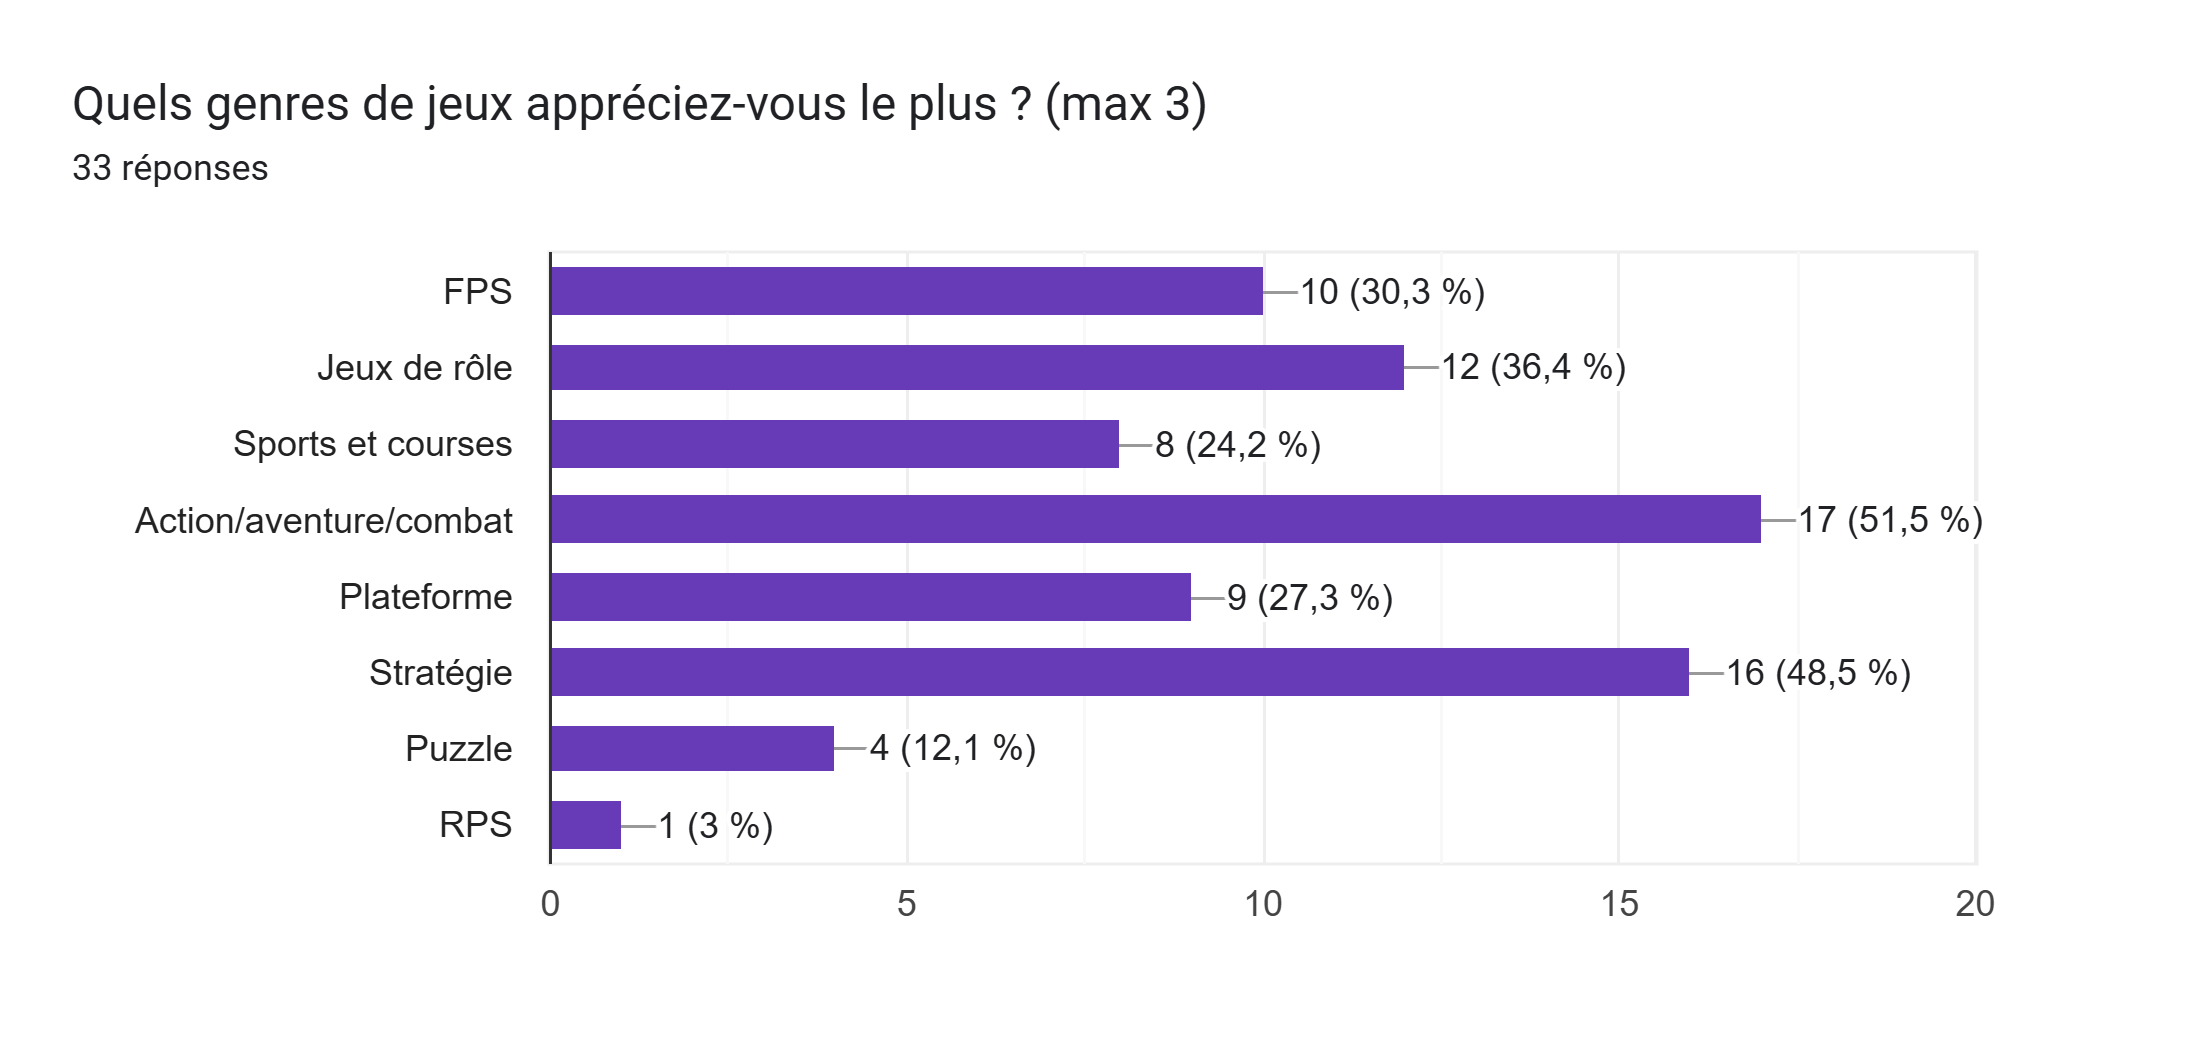 Quels genres de jeux appréciez-vous le plus ? (max 3)
33 réponses
FPS 10 (30,3 %)
Jeux de rôle 12 (36,4 %)
Sports et courses 8 (24,2 %)
Action/aventure/combat 17 (51,5 %)
Plateforme 9 (27,3 %)
Stratégie 16 (48,5 %)
Puzzle 4 (12,1 %)
RPS 1 (3 %)
0 5 10 15 20